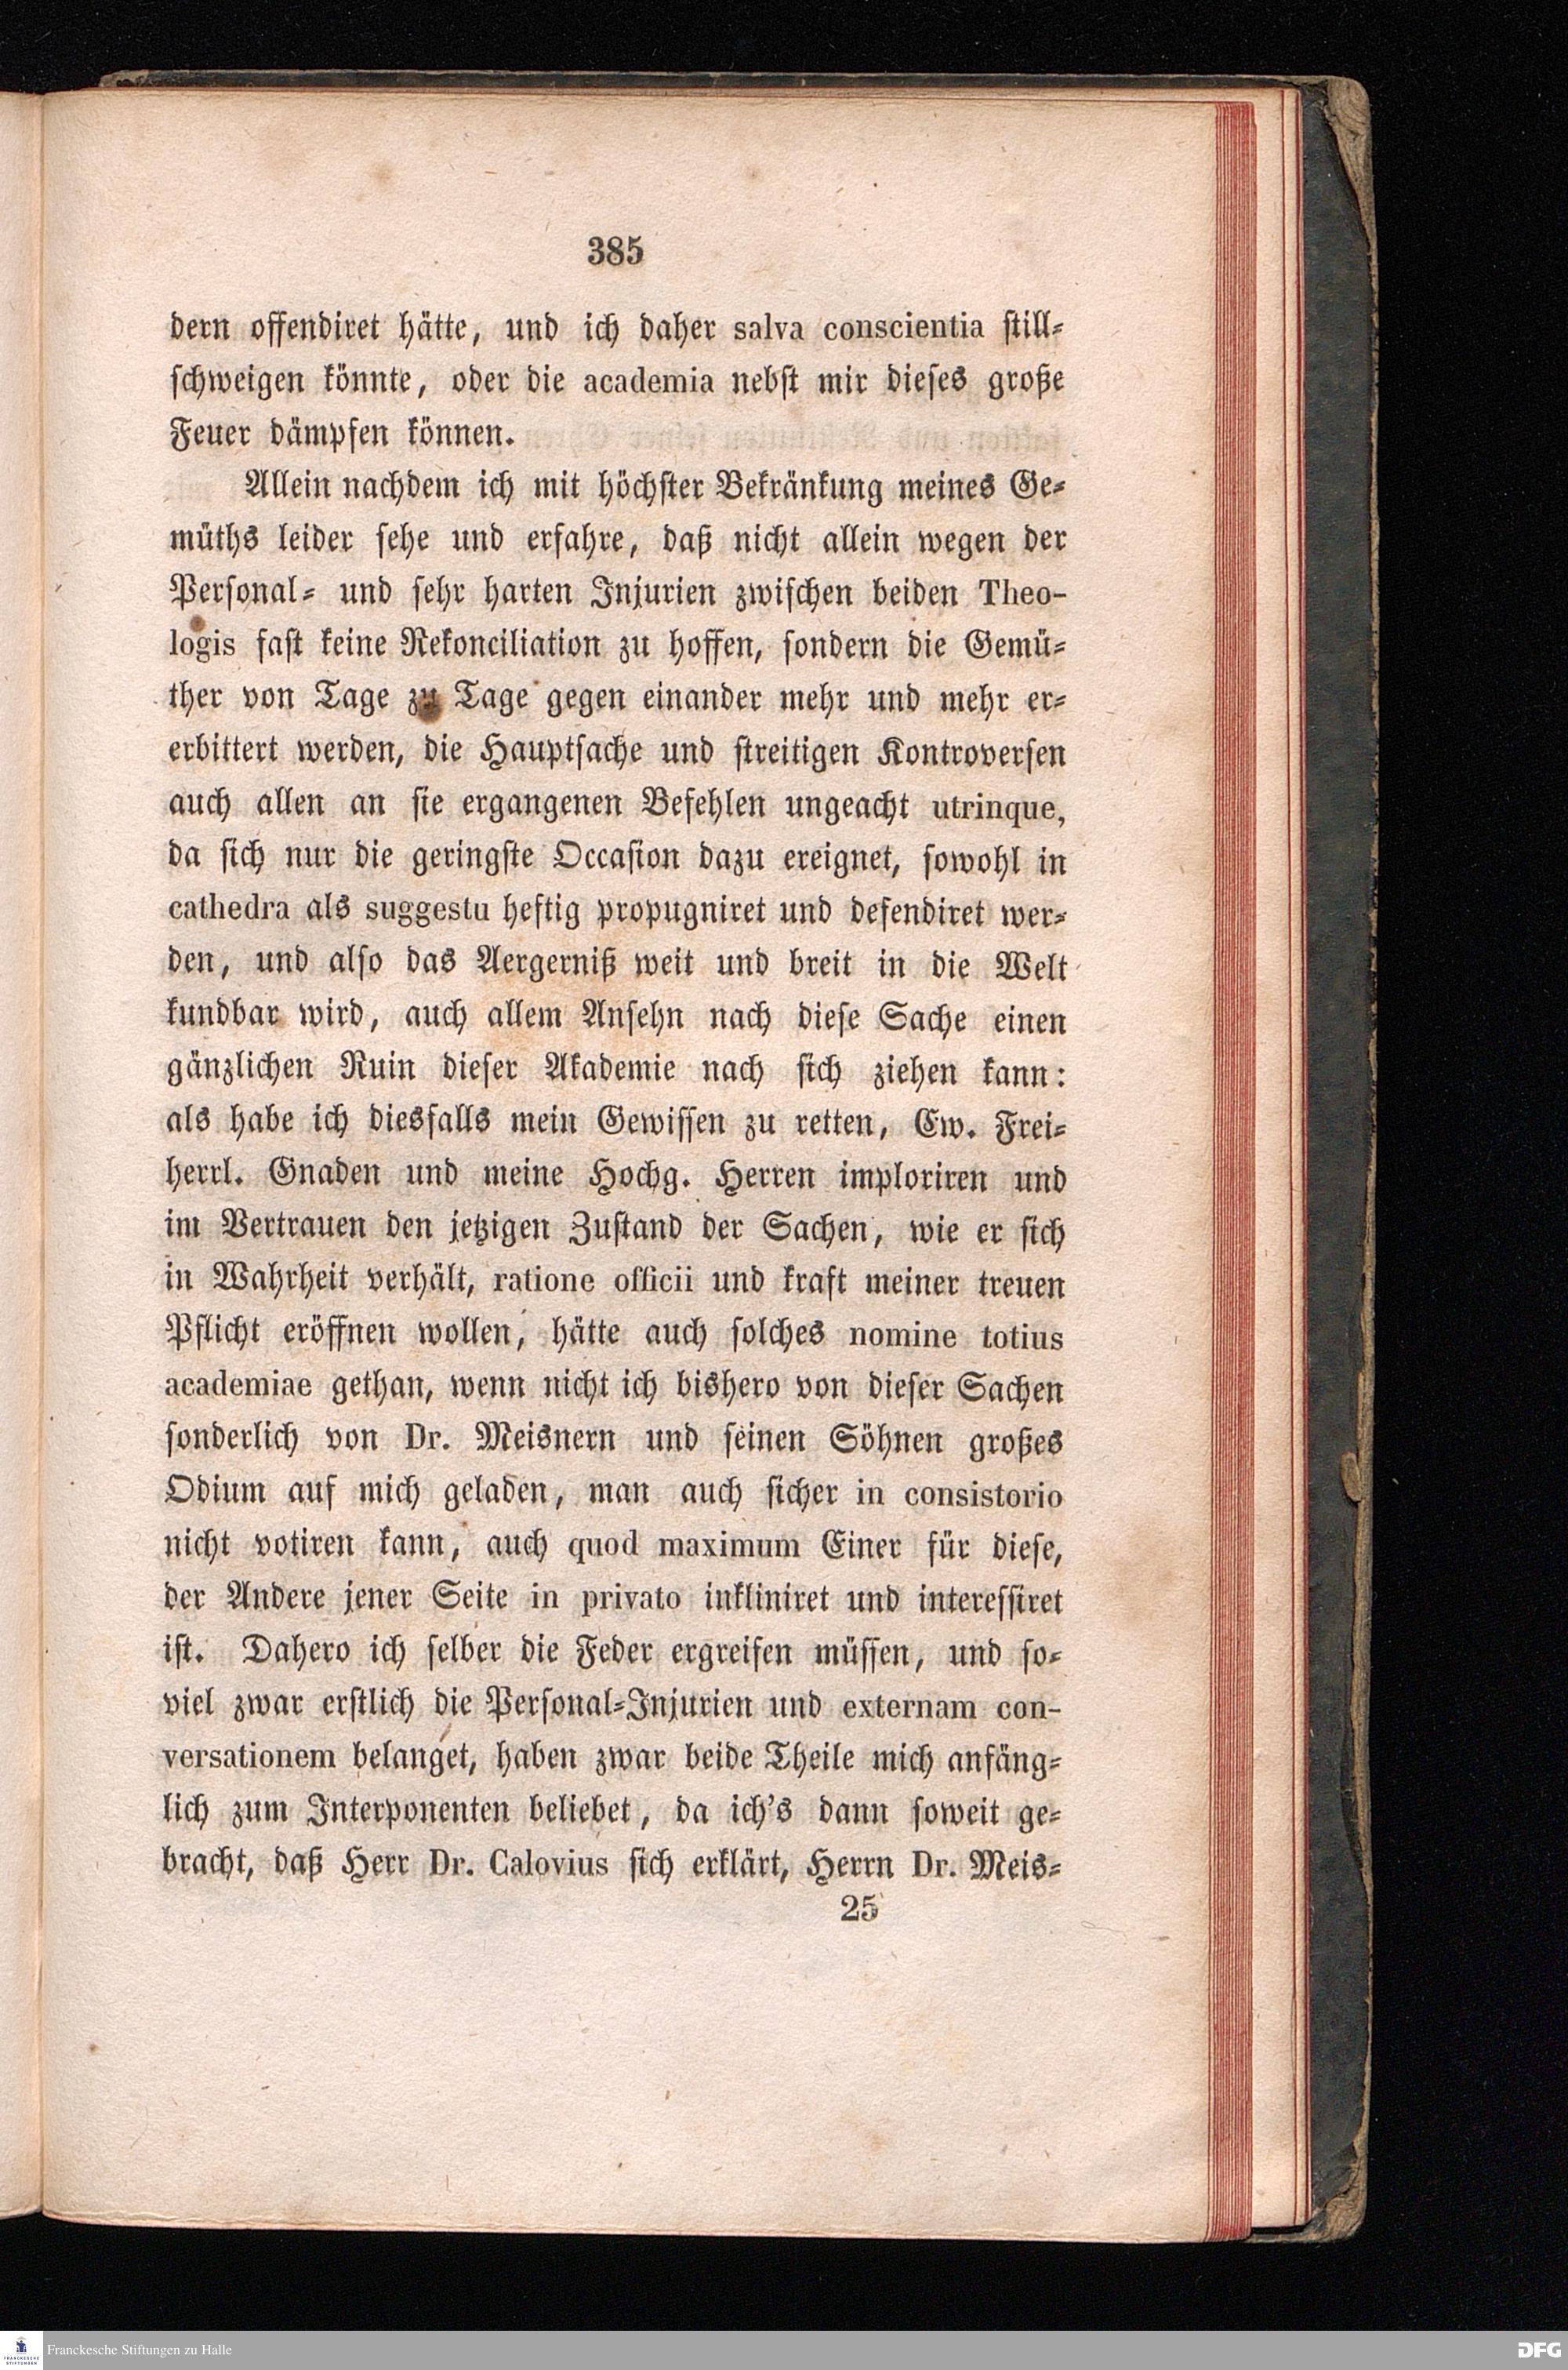 385
dern offendiret hätte, und ich daher salva conscientia still-
schweigen könnte, oder die academia nebst mir dieses große
Feuer dämpfen können.
Allein nachdem ich mit höchster Bekränkung meines Ge-
müths leider sehe und erfahre, daß nicht allein wegen der
Personal- und sehr harten Injurien zwischen beiden Theo-
logis fast keine Rekonciliation zu hoffen, sondern die Gemü-
ther von Tage zu Tage gegen einander mehr und mehr er-
erbittert werden, die Hauptsache und streitigen Kontroversen
auch allen an sie ergangenen Befehlen ungeacht utrinque,
da sich nur die geringste Occasion dazu ereignet, sowohl in
cathedra als suggestu heftig propugniret und defendiret wer-
den, und also das Aergerniß weit und breit in die Welt
kundbar wird, auch allem Ansehn nach diese Sache einen
gänzlichen Ruin dieser Akademie nach sich ziehen kann:
als habe ich diesfalls mein Gewissen zu retten, Ew. Frei-
herrl. Gnaden und meine Hochg. Herren imploriren und
im Vertrauen den jetzigen Zustand der Sachen, wie er sich
in Wahrheit verhält, ratione officii und kraft meiner treuen
Pflicht eröffnen wollen, hätte auch solches nomine totius
academiae gethan, wenn nicht ich bishero von dieser Sachen
sonderlich von Dr. Meisnern und seinen Söhnen großes
Odium auf mich geladen, man auch sicher in consistorio
nicht votiren kann, auch quod maximum Einer für diese,
der Andere jener Seite in privato inkliniret und interessiret
ist. Dahero ich selber die Feder ergreifen müssen, und so-
viel zwar erstlich die Personal-Injurien und externam con-
versationem belanget, haben zwar beide Theile mich anfäng-
lich zum Interponenten beliebet, da ich's dann soweit ge-
bracht, daß Herr Dr. Calovius sich erklärt, Herrn Dr. Meis-
25
Franckesche Stiftungen zu Halle
DFG